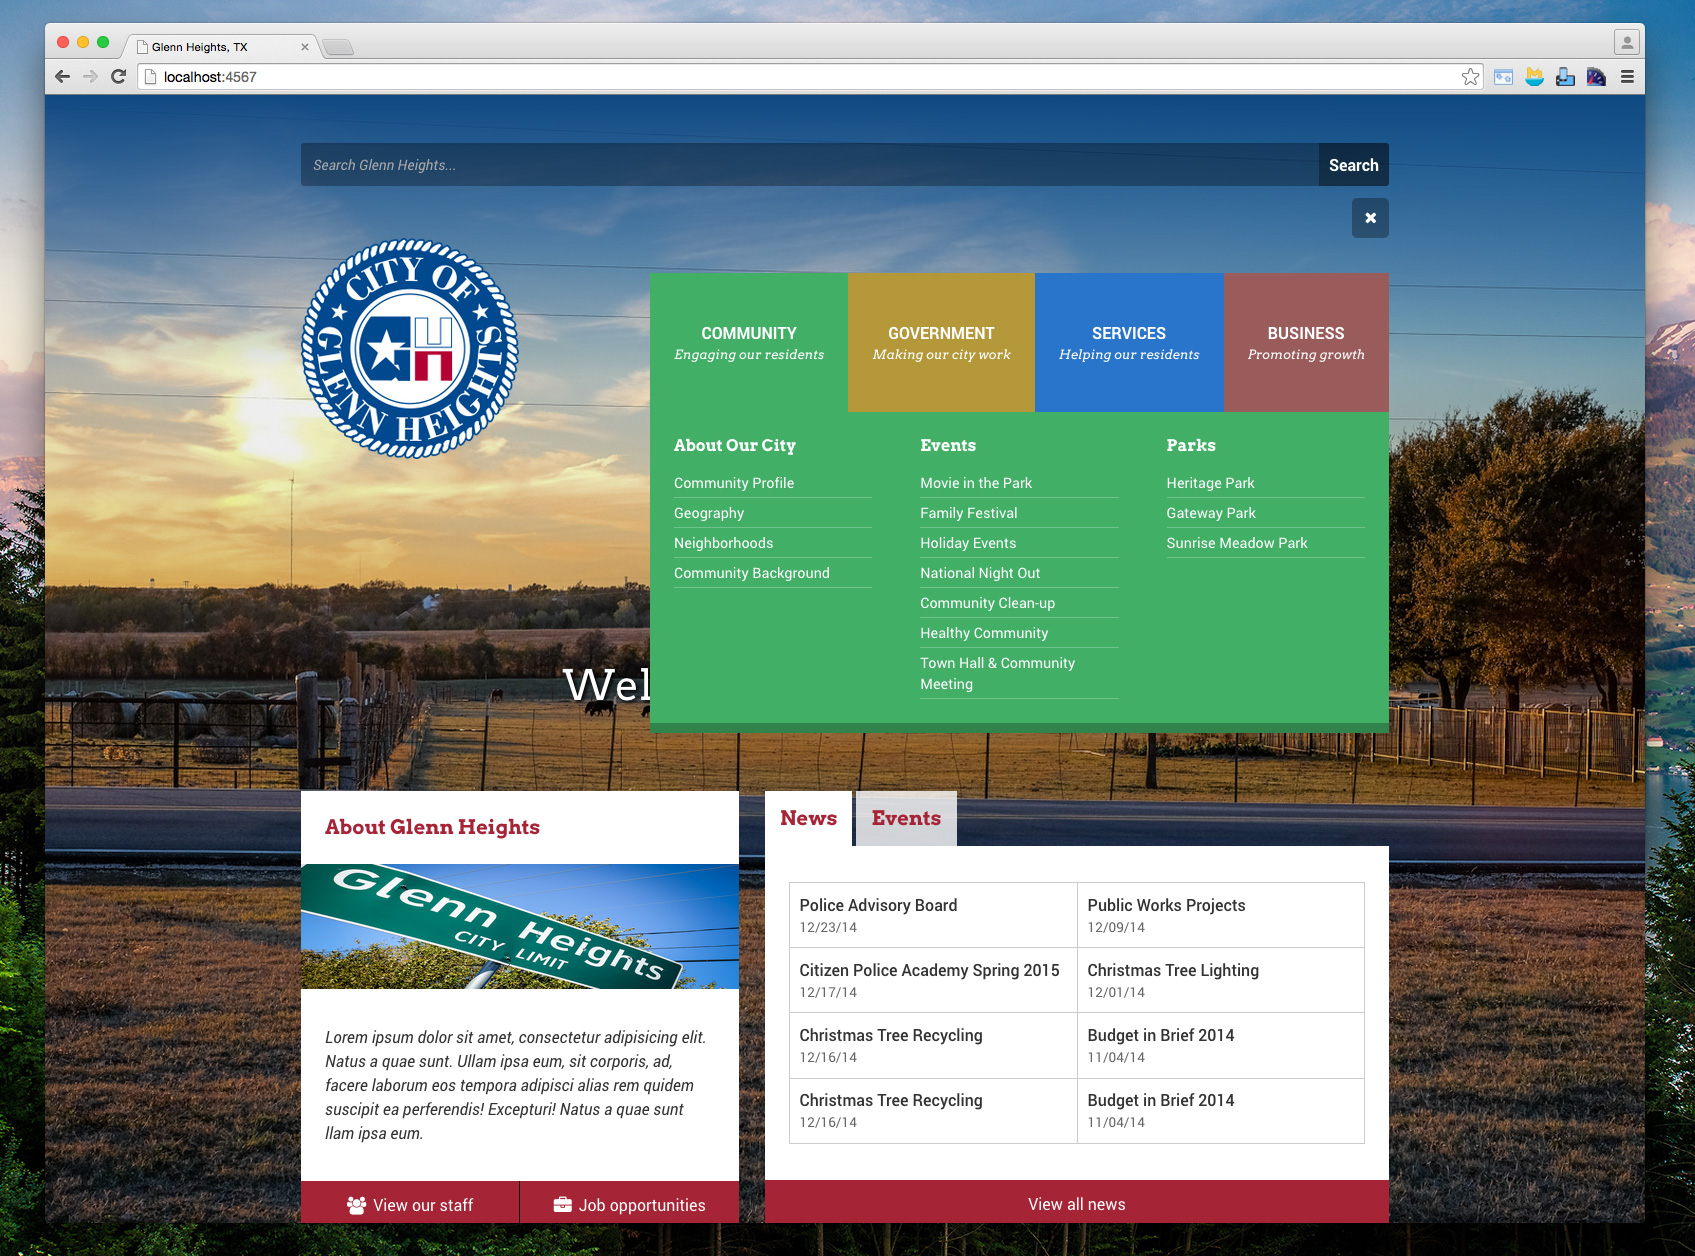 Glenn Heights, TX
localhost:4567
Search Glenn Heights...
Search
CITY OF
GLENN HEIGHTS
COMMUNITY
Engaging our residents
GOVERNMENT
Making our city work
SERVICES
Helping our residents
BUSINESS
Promoting growth
About Our City
Community Profile
Geography
Neighborhoods
Community Background
Events
Movie in the Park
Family Festival
Holiday Events
National Night Out
Community Clean-up
Healthy Community
Town Hall & Community
Meeting
Parks
Heritage Park
Gateway Park
Sunrise Meadow Park
Wel
About Glenn Heights
Glenn Heights
CITY LIMIT
Lorem ipsum dolor sit amet, consectetur adipisicing elit.
Natus a quae sunt. Ullam ipsa eum, sit corporis, ad,
facere laborum eos tempora adipisci alias rem quidem
suscipit ea perferendis! Excepturi! Natus a quae sunt
llam ipsa eum.
View our staff
Job opportunities
News
Events
Police Advisory Board
12/23/14
Public Works Projects
12/09/14
Citizen Police Academy Spring 2015
12/17/14
Christmas Tree Lighting
12/01/14
Christmas Tree Recycling
12/16/14
Budget in Brief 2014
11/04/14
Christmas Tree Recycling
12/16/14
Budget in Brief 2014
11/04/14
View all news